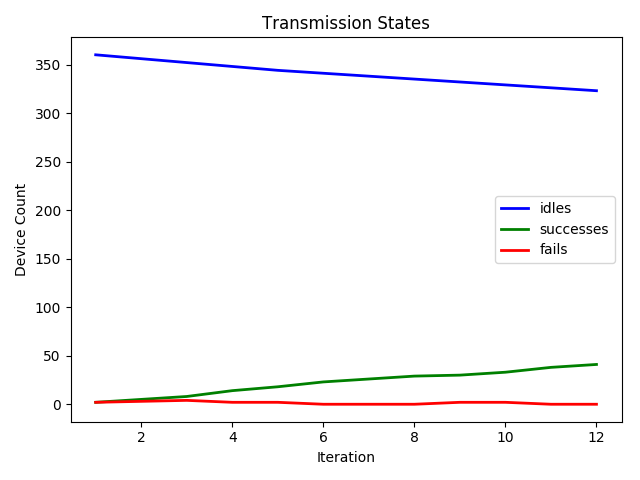 Transmission States
Device Count
350
300
250
200
150
100
50
0
idles
successes
fails
2 4 6 8 10 12
Iteration